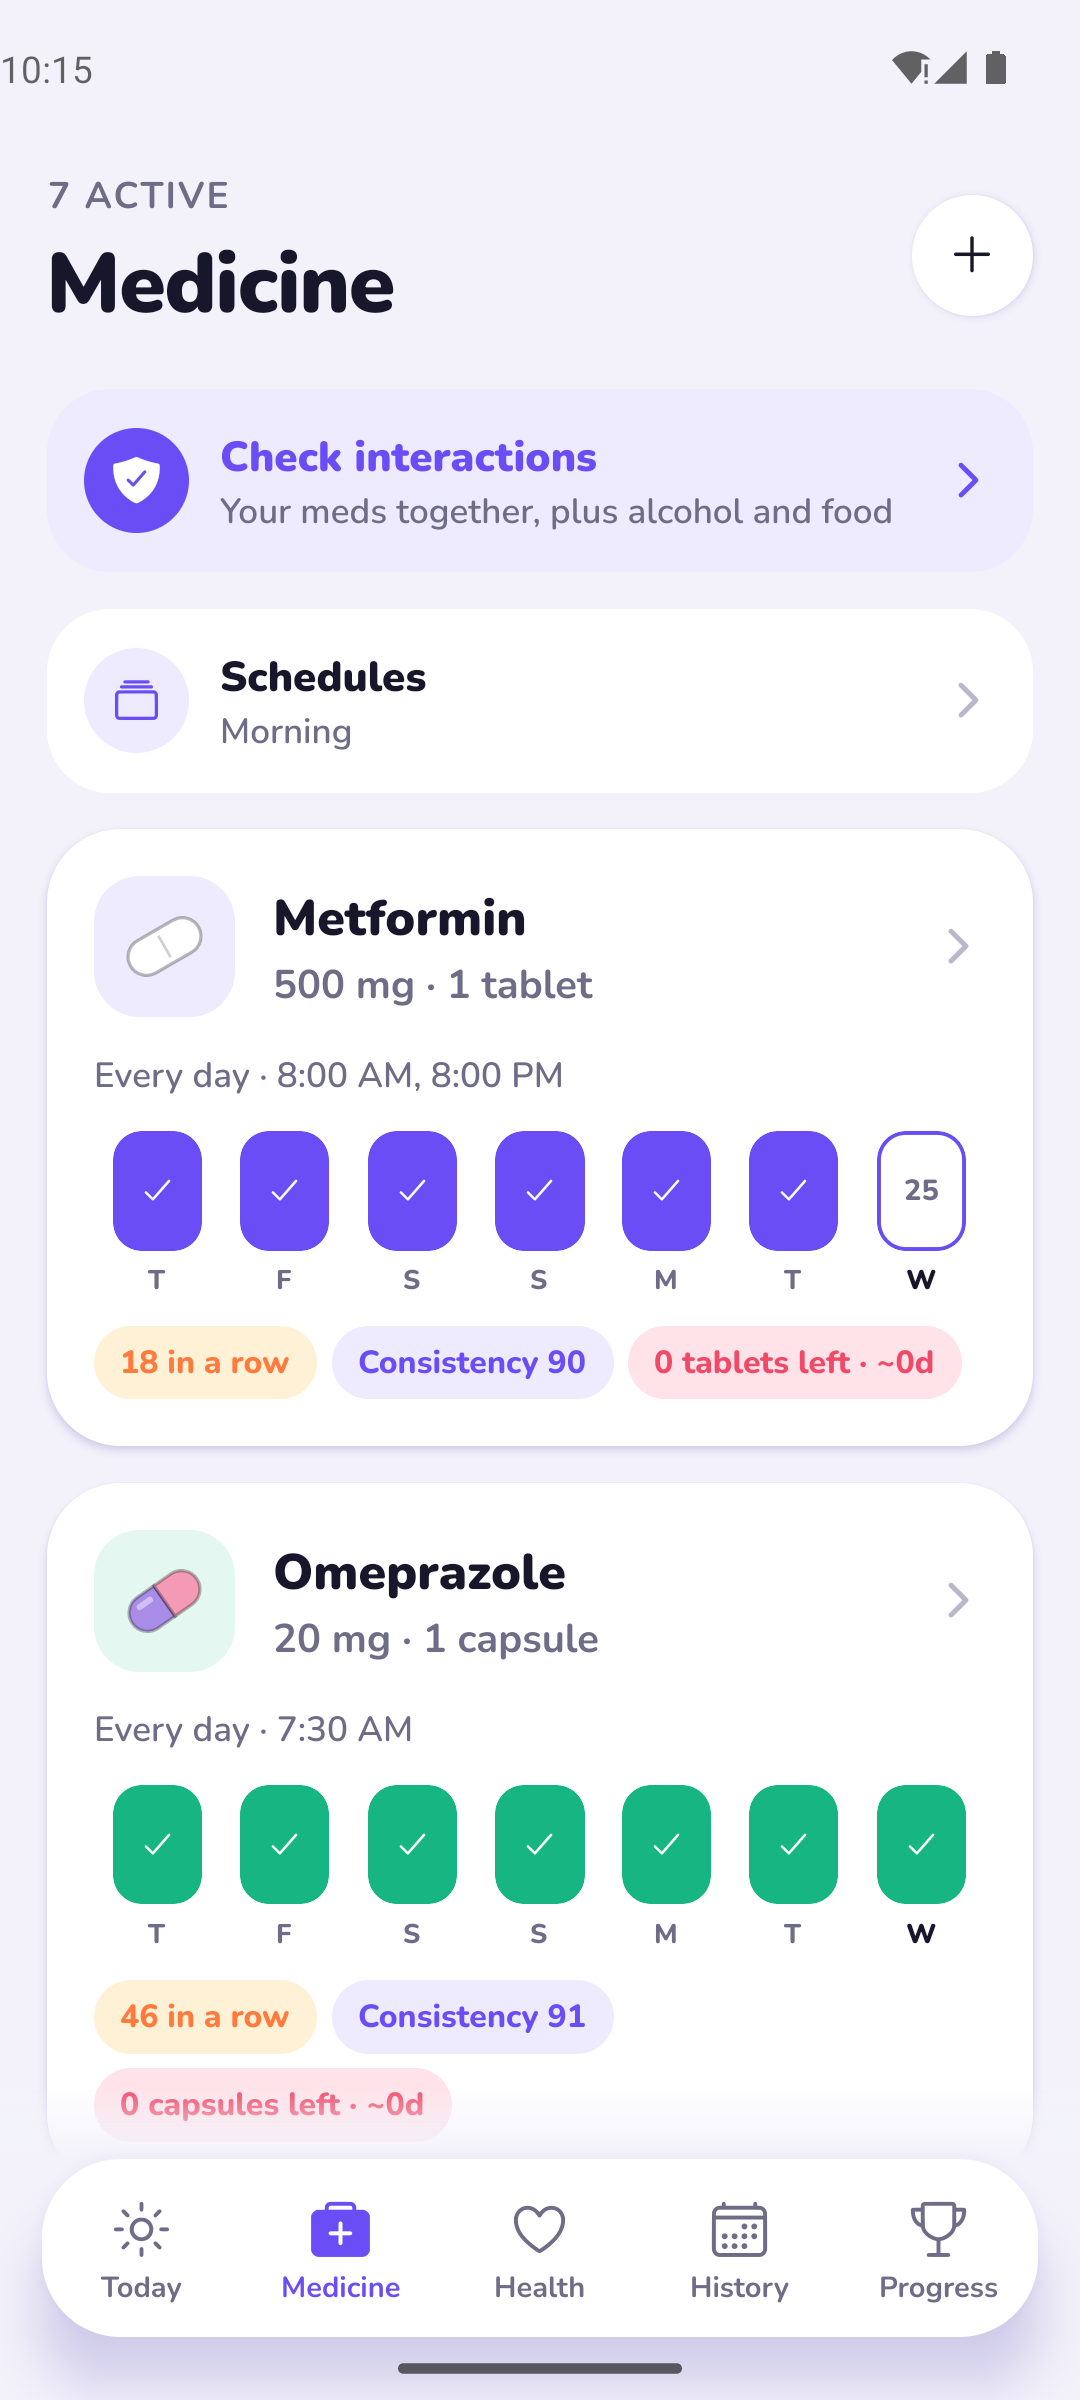 10:15
7 ACTIVE
Medicine
Check interactions
Your meds together, plus alcohol and food
Schedules
Morning
Metformin
500 mg · 1 tablet
Every day · 8:00 AM, 8:00 PM
25
T F S S M T W
18 in a row
Consistency 90
0 tablets left · ~0d
Omeprazole
20 mg · 1 capsule
Every day · 7:30 AM
T F S S M T W
46 in a row
Consistency 91
0 capsules left · ~0d
Today
Medicine
Health
History
Progress